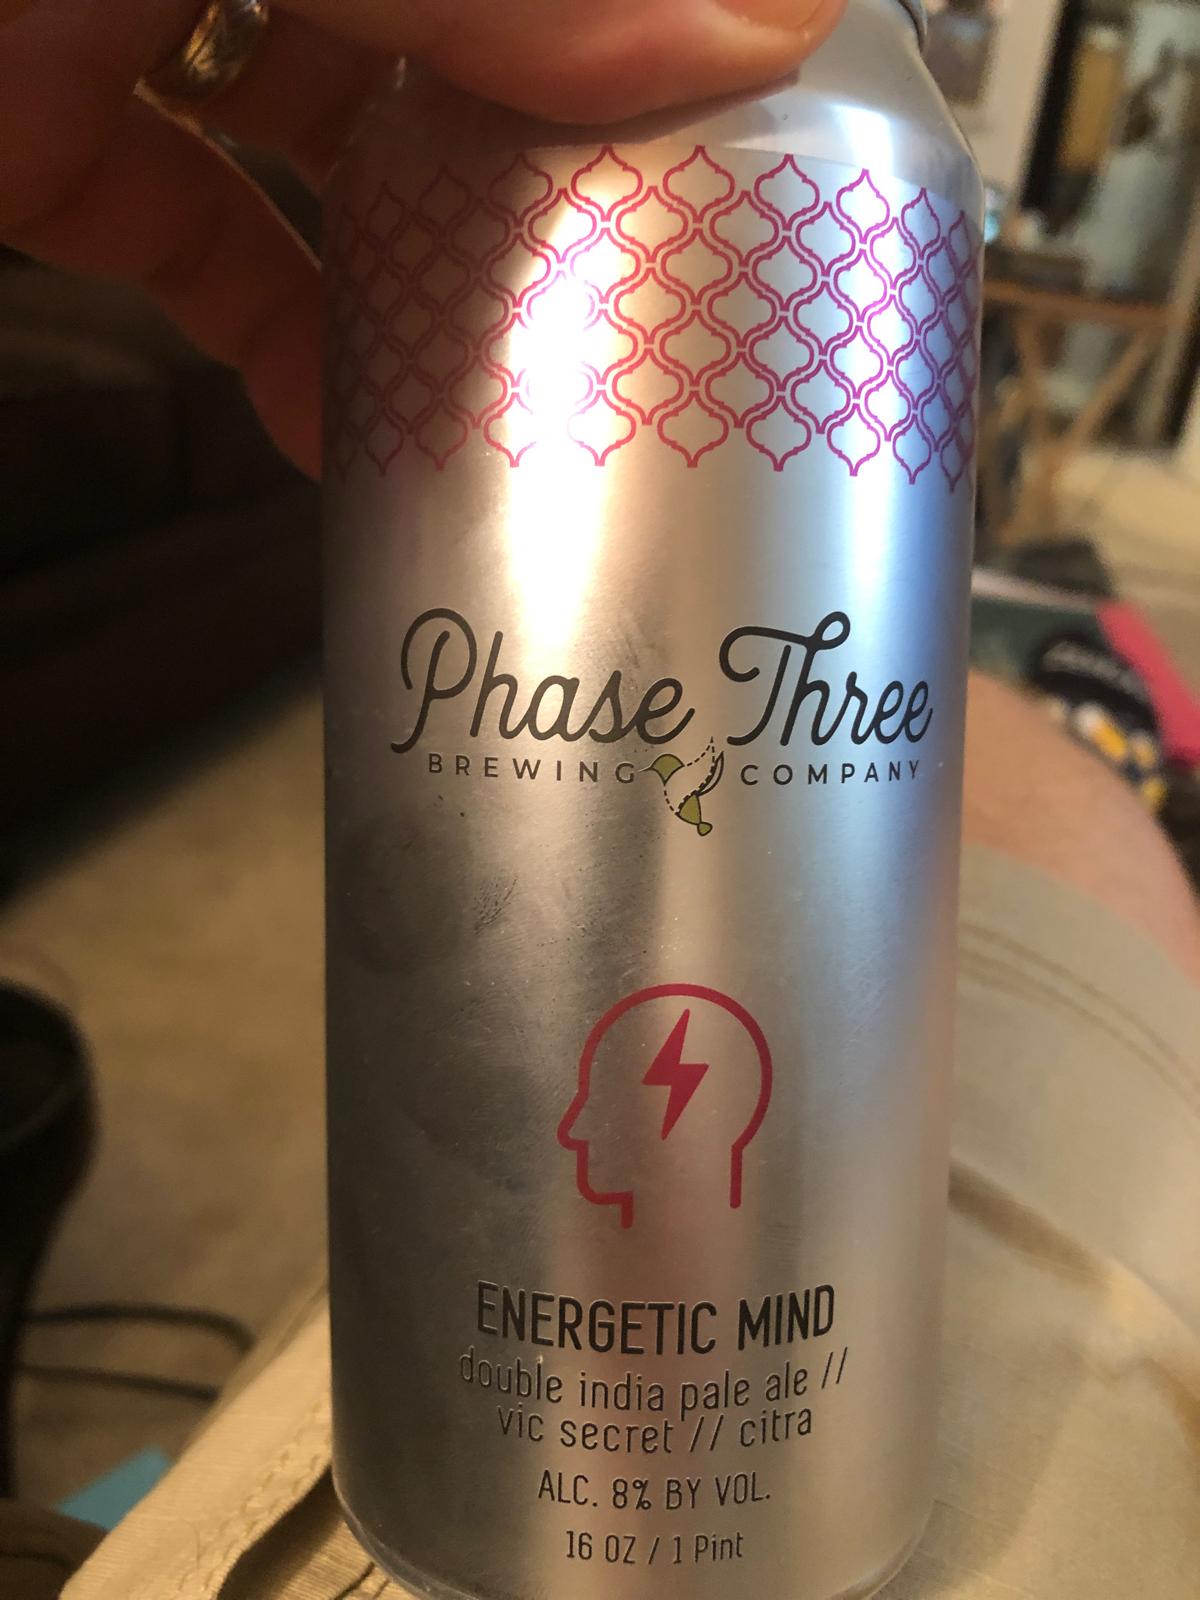 Phase Three
BREWING COMPANY
ENERGETIC MIND
double india pale ale //
vic secret // citra
ALC. 8% BY VOL.
16 OZ / 1 Pint